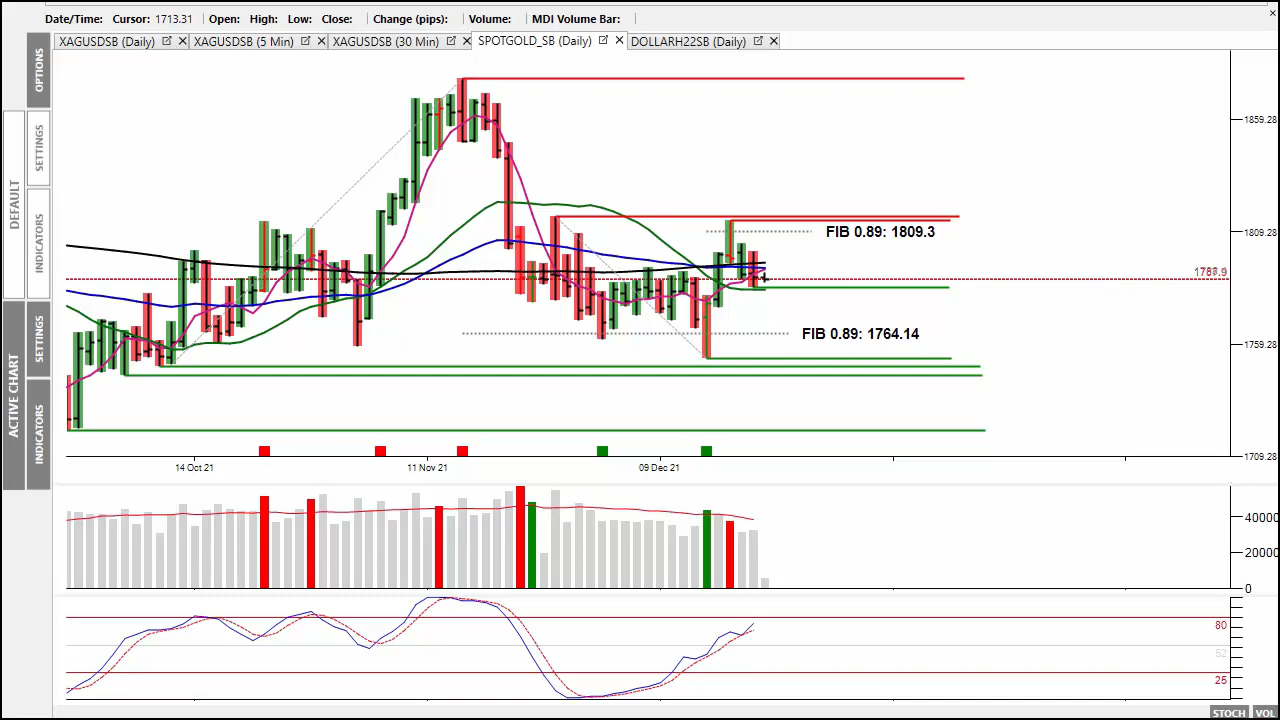 Date/Time: Cursor: 1713.31 Open: High: Low: Close: Change (pips): Volume: MDI Volume Bar:
XAGUSDSB (Daily) XAGUSDSB (5 Min) XAGUSDSB (30 Min) SPOTGOLD_SB (Daily) DOLLARH22SB (Daily)
OPTIONS
DEFAULT
SETTINGS
INDICATORS
ACTIVE CHART
SETTINGS
INDICATORS
1859.28
FIB 0.89: 1809.3
1809.28
FIB 0.89: 1764.14
1759.28
1709.28
14 Oct 21
11 Nov 21
09 Dec 21
40000
20000
0
80
52
25
STOCH VOL